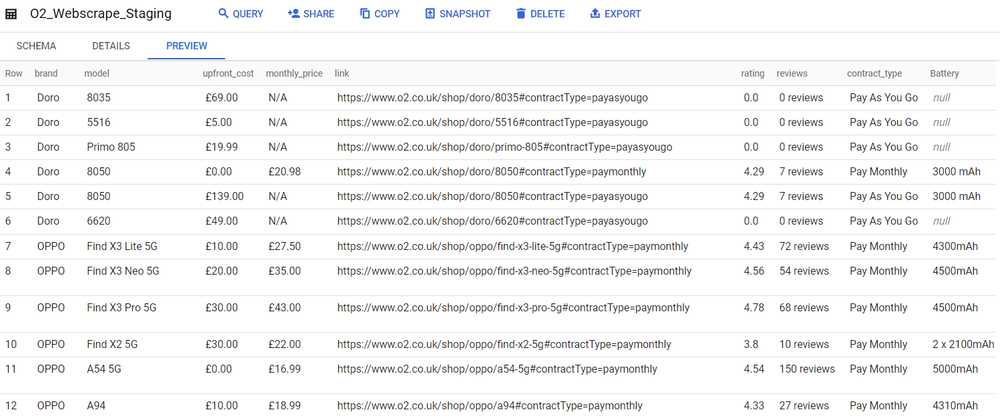 O2_Webscrape_Staging QUERY SHARE COPY SNAPSHOT DELETE EXPORT
SCHEMA DETAILS PREVIEW
Row brand model upfront_cost monthly_price link rating reviews contract_type Battery
1 Doro 8035 £69.00 N/A https://www.o2.co.uk/shop/doro/8035#contractType=payasyougo 0.0 0 reviews Pay As You Go null
2 Doro 5516 £5.00 N/A https://www.o2.co.uk/shop/doro/5516#contractType=payasyougo 0.0 0 reviews Pay As You Go null
3 Doro Primo 805 £19.99 N/A https://www.o2.co.uk/shop/doro/primo-805#contractType=payasyougo 0.0 0 reviews Pay As You Go null
4 Doro 8050 £0.00 £20.98 https://www.o2.co.uk/shop/doro/8050#contractType=paymonthly 4.29 7 reviews Pay Monthly 3000 mAh
5 Doro 8050 £139.00 N/A https://www.o2.co.uk/shop/doro/8050#contractType=payasyougo 4.29 7 reviews Pay As You Go 3000 mAh
6 Doro 6620 £49.00 N/A https://www.o2.co.uk/shop/doro/6620#contractType=payasyougo 0.0 0 reviews Pay As You Go null
7 OPPO Find X3 Lite 5G £10.00 £27.50 https://www.o2.co.uk/shop/oppo/find-x3-lite-5g#contractType=paymonthly 4.43 72 reviews Pay Monthly 4300mAh
8 OPPO Find X3 Neo 5G £20.00 £35.00 https://www.o2.co.uk/shop/oppo/find-x3-neo-5g#contractType=paymonthly 4.56 54 reviews Pay Monthly 4500mAh
9 OPPO Find X3 Pro 5G £30.00 £43.00 https://www.o2.co.uk/shop/oppo/find-x3-pro-5g#contractType=paymonthly 4.78 68 reviews Pay Monthly 4500mAh
10 OPPO Find X2 5G £30.00 £22.00 https://www.o2.co.uk/shop/oppo/find-x2-5g#contractType=paymonthly 3.8 10 reviews Pay Monthly 2 x 2100mAh
11 OPPO A54 5G £0.00 £16.99 https://www.o2.co.uk/shop/oppo/a54-5g#contractType=paymonthly 4.54 150 reviews Pay Monthly 5000mAh
12 OPPO A94 £10.00 £18.99 https://www.o2.co.uk/shop/oppo/a94#contractType=paymonthly 4.33 27 reviews Pay Monthly 4310mAh